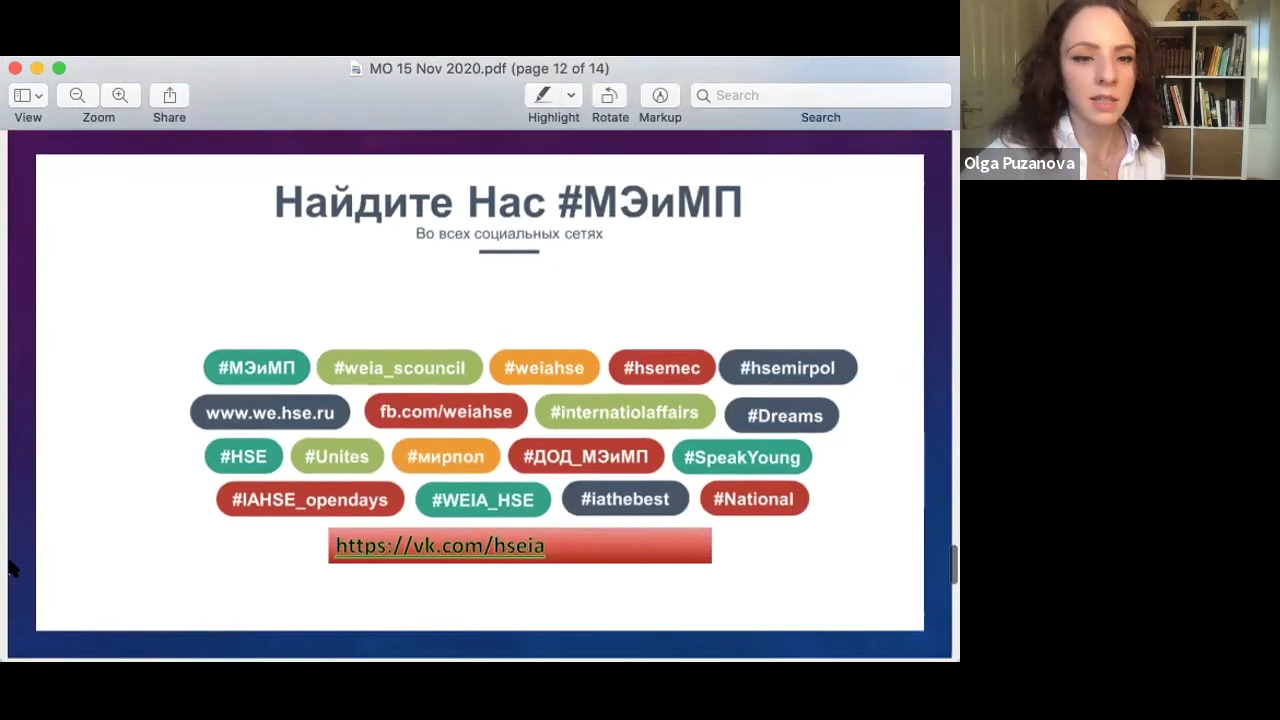 MO 15 Nov 2020.pdf (page 12 of 14)
Search
View Zoom Share Highlight Rotate Markup Search
Olga Puzanova
Найдите Нас #МЭиМП
Во всех социальных сетях
#МЭиМП #weia_scouncil #weiahse #hsemec #hsemirpol
www.we.hse.ru fb.com/weiahse #internatiolaffairs #Dreams
#HSE #Unites #мирпол #ДОД_МЭиМП #SpeakYoung
#IAHSE_opendays #WEIA_HSE #iathebest #National
https://vk.com/hseia